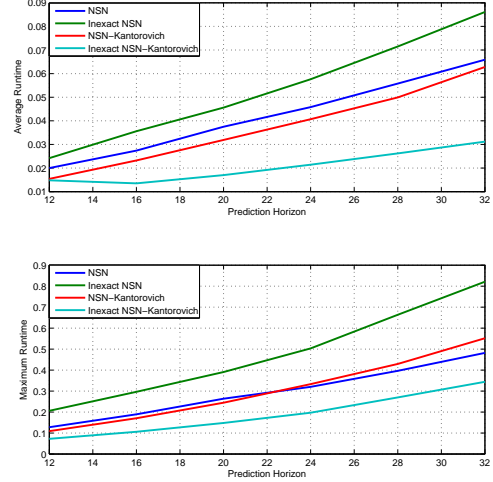 0.09
0.08
0.07
0.06
0.05
0.04
0.03
0.02
0.01
Average Runtime
NSN
Inexact NSN
NSN−Kantorovich
Inexact NSN−Kantorovich
12 14 16 18 20 22 24 26 28 30 32
Prediction Horizon
0.9
0.8
0.7
0.6
0.5
0.4
0.3
0.2
0.1
0
Maximum Runtime
NSN
Inexact NSN
NSN−Kantorovich
Inexact NSN−Kantorovich
12 14 16 18 20 22 24 26 28 30 32
Prediction Horizon